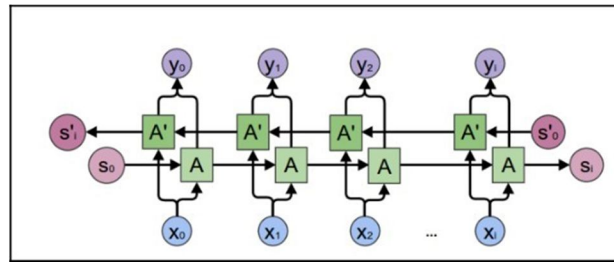 y₀ y₁ y₂ yᵢ
s'ᵢ A' A' A' A' s'₀
s₀ A A A A sᵢ
x₀ x₁ x₂ ... xᵢ